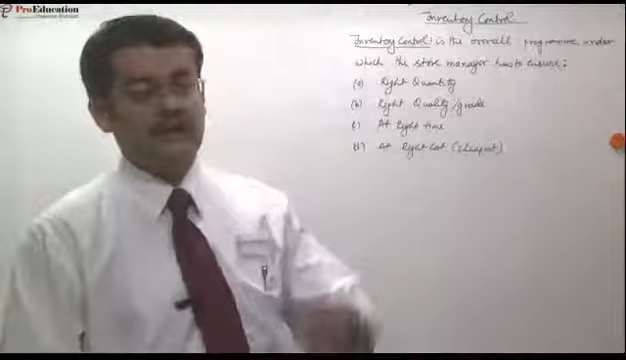 ProEducation
Inventory Control
Inventory Control: is the overall programme under
which the store manager has to ensure:
(a) Right Quantity
(b) Right Quality/grade
(c) At Right time
(d) At Right Cost (cheapest)